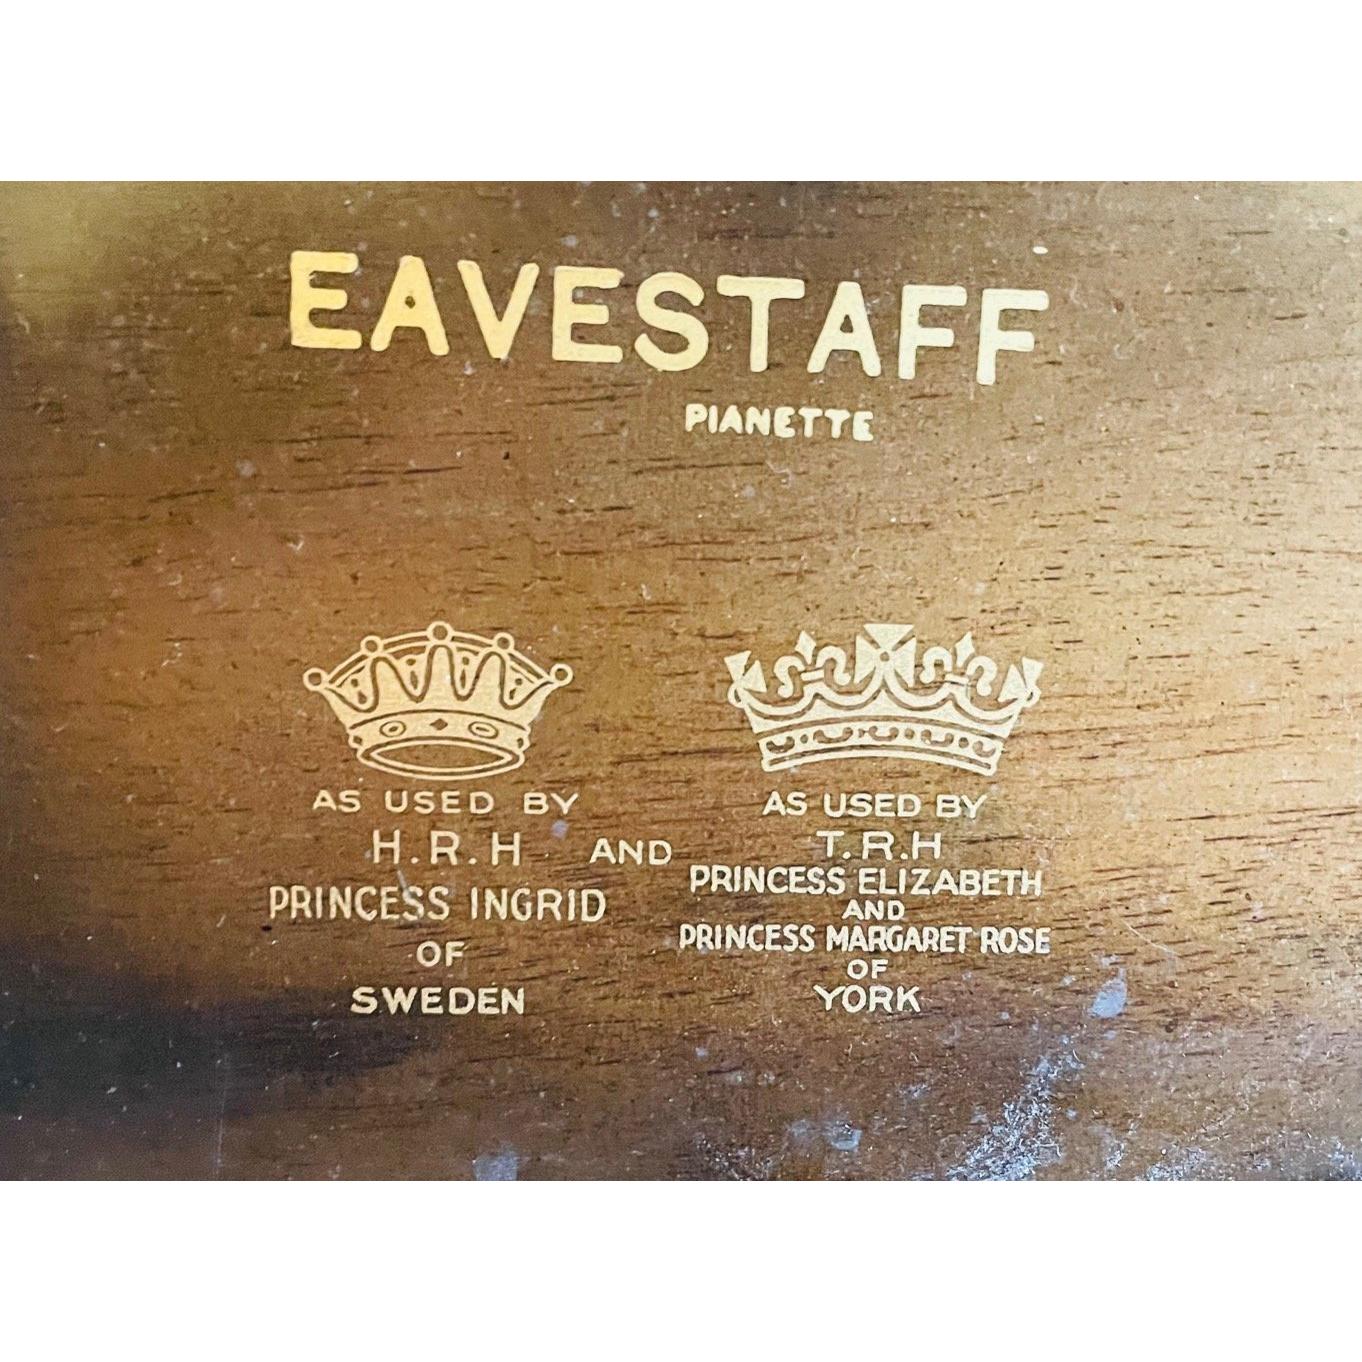 EAVESTAFF
PIANETTE
AS USED BY
H.R.H
PRINCESS INGRID
OF
SWEDEN
AND
AS USED BY
T.R.H
PRINCESS ELIZABETH
AND
PRINCESS MARGARET ROSE
OF
YORK